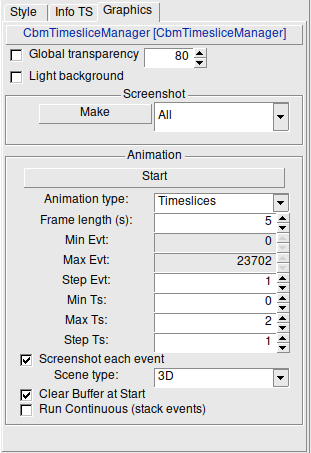 Style Info TS Graphics
CbmTimesliceManager [CbmTimesliceManager]
Global transparency 80
Light background
Screenshot
Make All
Animation
Start
Animation type: Timeslices
Frame length (s): 5
Min Evt: 0
Max Evt: 23702
Step Evt: 1
Min Ts: 0
Max Ts: 2
Step Ts: 1
Screenshot each event
Scene type: 3D
Clear Buffer at Start
Run Continuous (stack events)